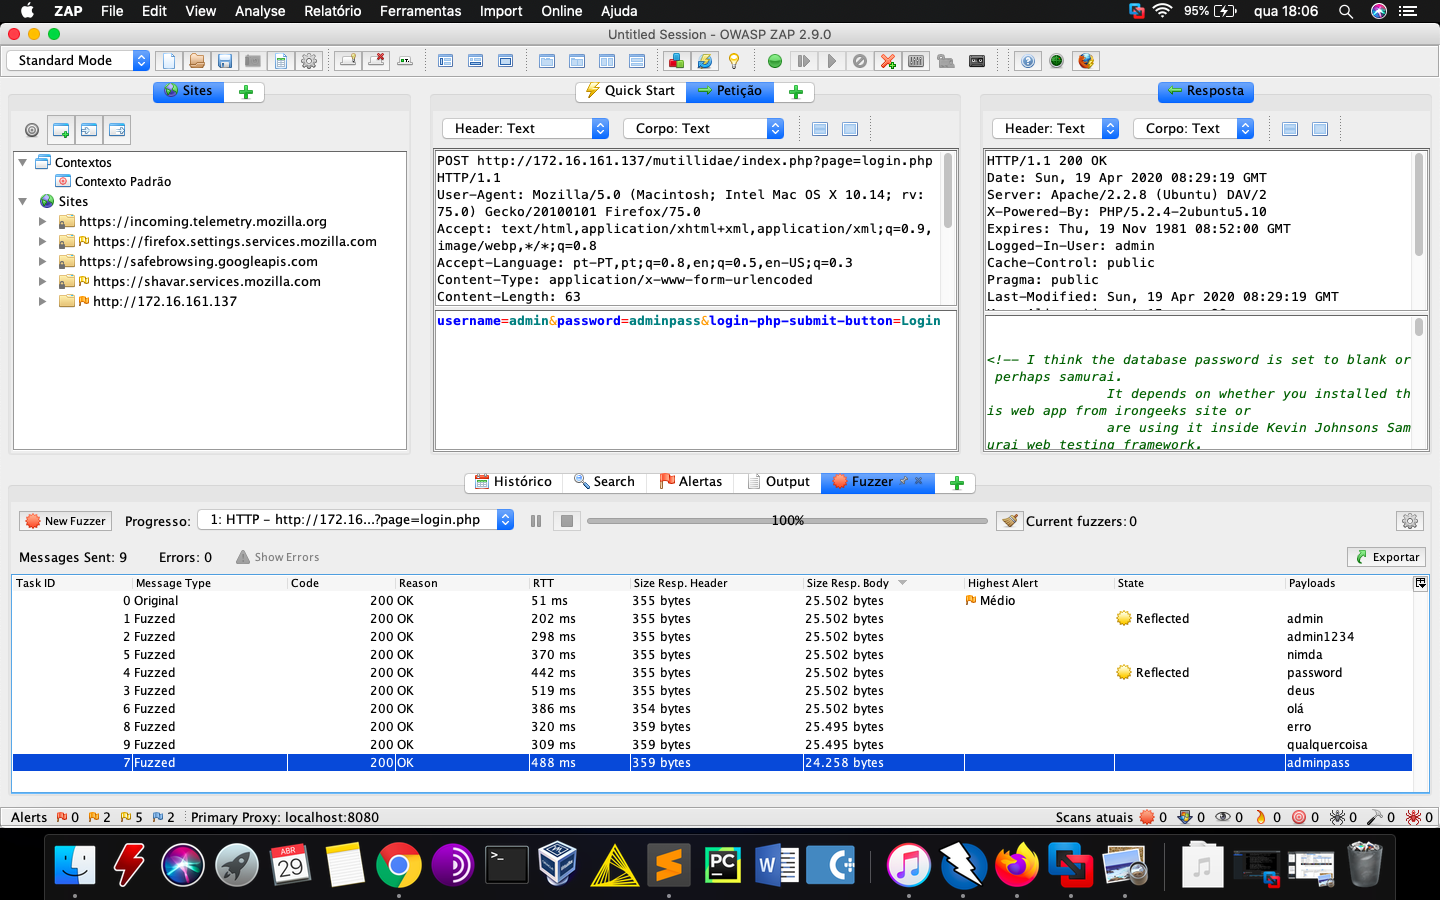 ZAP File Edit View Analyse Relatório Ferramentas Import Online Ajuda 95% qua 18:06
Untitled Session - OWASP ZAP 2.9.0
Standard Mode
Sites
Quick Start Petição
Resposta
Header: Text Corpo: Text
Header: Text Corpo: Text
Contextos
Contexto Padrão
Sites
https://incoming.telemetry.mozilla.org
https://firefox.settings.services.mozilla.com
https://safebrowsing.googleapis.com
https://shavar.services.mozilla.com
http://172.16.161.137
POST http://172.16.161.137/mutillidae/index.php?page=login.php
HTTP/1.1
User-Agent: Mozilla/5.0 (Macintosh; Intel Mac OS X 10.14; rv:
75.0) Gecko/20100101 Firefox/75.0
Accept: text/html,application/xhtml+xml,application/xml;q=0.9,
image/webp,*/*;q=0.8
Accept-Language: pt-PT,pt;q=0.8,en;q=0.5,en-US;q=0.3
Content-Type: application/x-www-form-urlencoded
Content-Length: 63
username=admin&password=adminpass&login-php-submit-button=Login
HTTP/1.1 200 OK
Date: Sun, 19 Apr 2020 08:29:19 GMT
Server: Apache/2.2.8 (Ubuntu) DAV/2
X-Powered-By: PHP/5.2.4-2ubuntu5.10
Expires: Thu, 19 Nov 1981 08:52:00 GMT
Logged-In-User: admin
Cache-Control: public
Pragma: public
Last-Modified: Sun, 19 Apr 2020 08:29:19 GMT
<!-- I think the database password is set to blank or
perhaps samurai.
It depends on whether you installed th
is web app from irongeeks site or
are using it inside Kevin Johnsons Sam
urai web testing framework.
Histórico Search Alertas Output Fuzzer
New Fuzzer Progresso: 1: HTTP - http://172.16...?page=login.php 100% Current fuzzers: 0
Messages Sent: 9 Errors: 0 Show Errors Exportar
Task ID Message Type Code Reason RTT Size Resp. Header Size Resp. Body Highest Alert State Payloads
0 Original 200 OK 51 ms 355 bytes 25.502 bytes Médio
1 Fuzzed 200 OK 202 ms 355 bytes 25.502 bytes Reflected admin
2 Fuzzed 200 OK 298 ms 355 bytes 25.502 bytes admin1234
5 Fuzzed 200 OK 370 ms 355 bytes 25.502 bytes nimda
4 Fuzzed 200 OK 442 ms 355 bytes 25.502 bytes Reflected password
3 Fuzzed 200 OK 519 ms 355 bytes 25.502 bytes deus
6 Fuzzed 200 OK 386 ms 354 bytes 25.502 bytes olá
8 Fuzzed 200 OK 320 ms 359 bytes 25.495 bytes erro
9 Fuzzed 200 OK 309 ms 359 bytes 25.495 bytes qualquercoisa
7 Fuzzed 200 OK 488 ms 359 bytes 24.258 bytes adminpass
Alerts 0 2 5 2 Primary Proxy: localhost:8080 Scans atuais 0 0 0 0 0 0 0 0
ABR
29
>_
PC
W